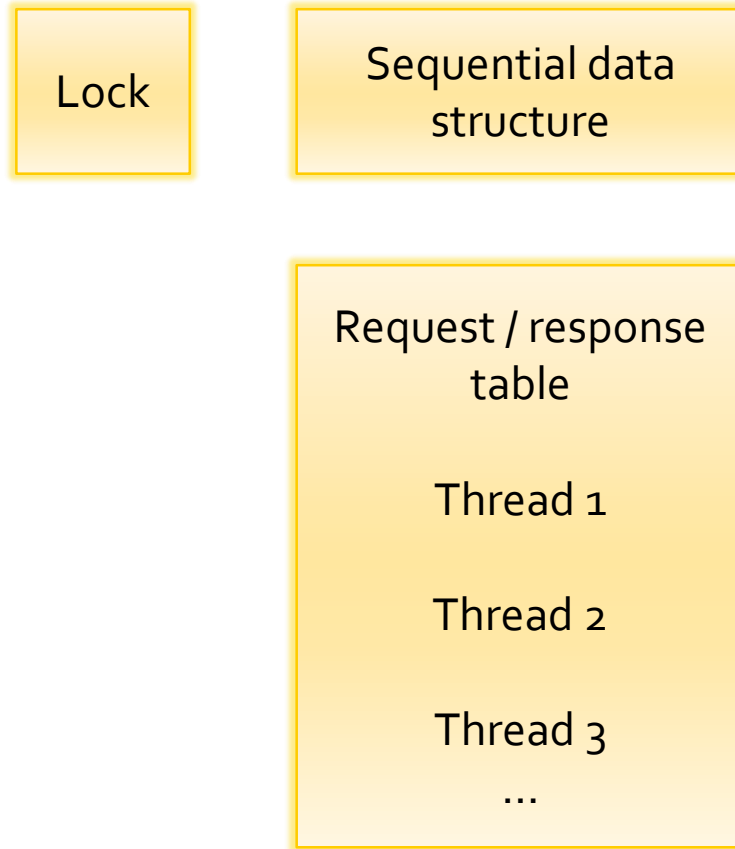 Lock
Sequential data
structure
Request / response
table
Thread 1
Thread 2
Thread 3
...